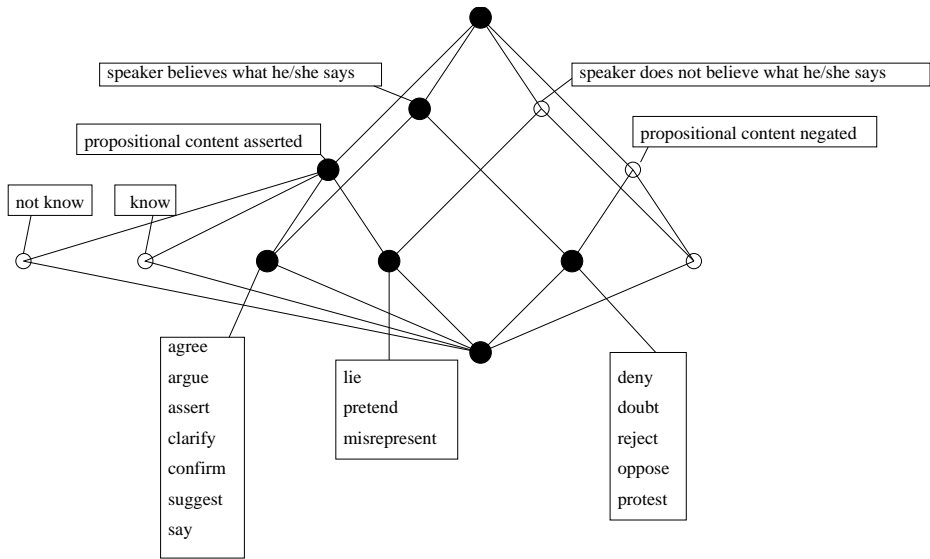 speaker believes what he/she says
speaker does not believe what he/she says
propositional content asserted
propositional content negated
not know
know
agree
argue
assert
clarify
confirm
suggest
say
lie
pretend
misrepresent
deny
doubt
reject
oppose
protest